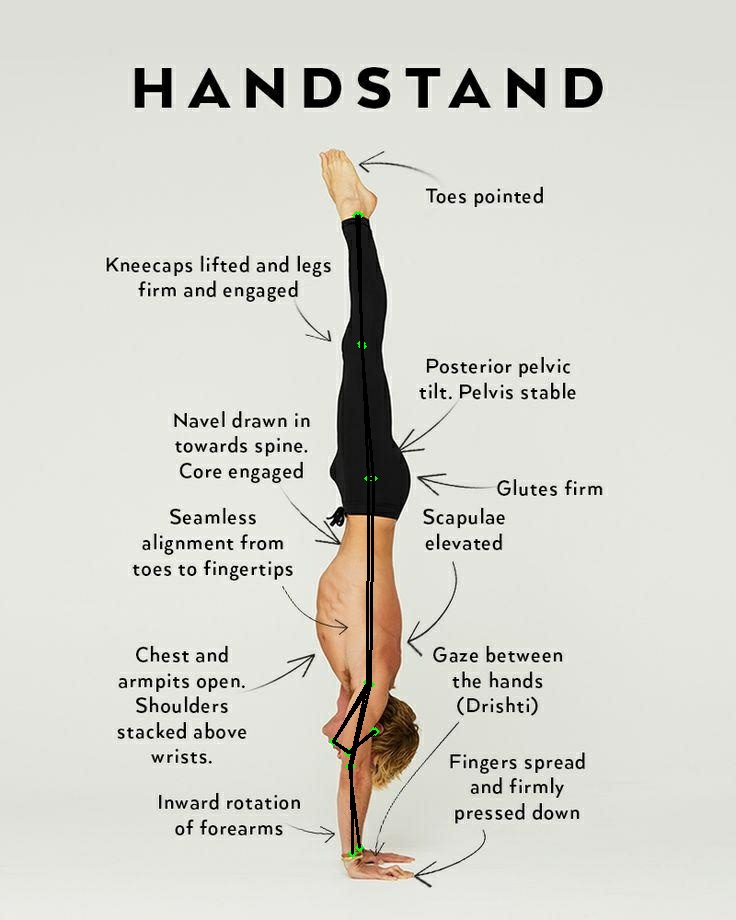 HANDSTAND
Toes pointed
Kneecaps lifted and legs
firm and engaged
Posterior pelvic
tilt. Pelvis stable
Navel drawn in
towards spine.
Core engaged
Glutes firm
Seamless
alignment from
toes to fingertips
Scapulae
elevated
Chest and
armpits open.
Shoulders
stacked above
wrists.
Gaze between
the hands
(Drishti)
Fingers spread
and firmly
pressed down
Inward rotation
of forearms